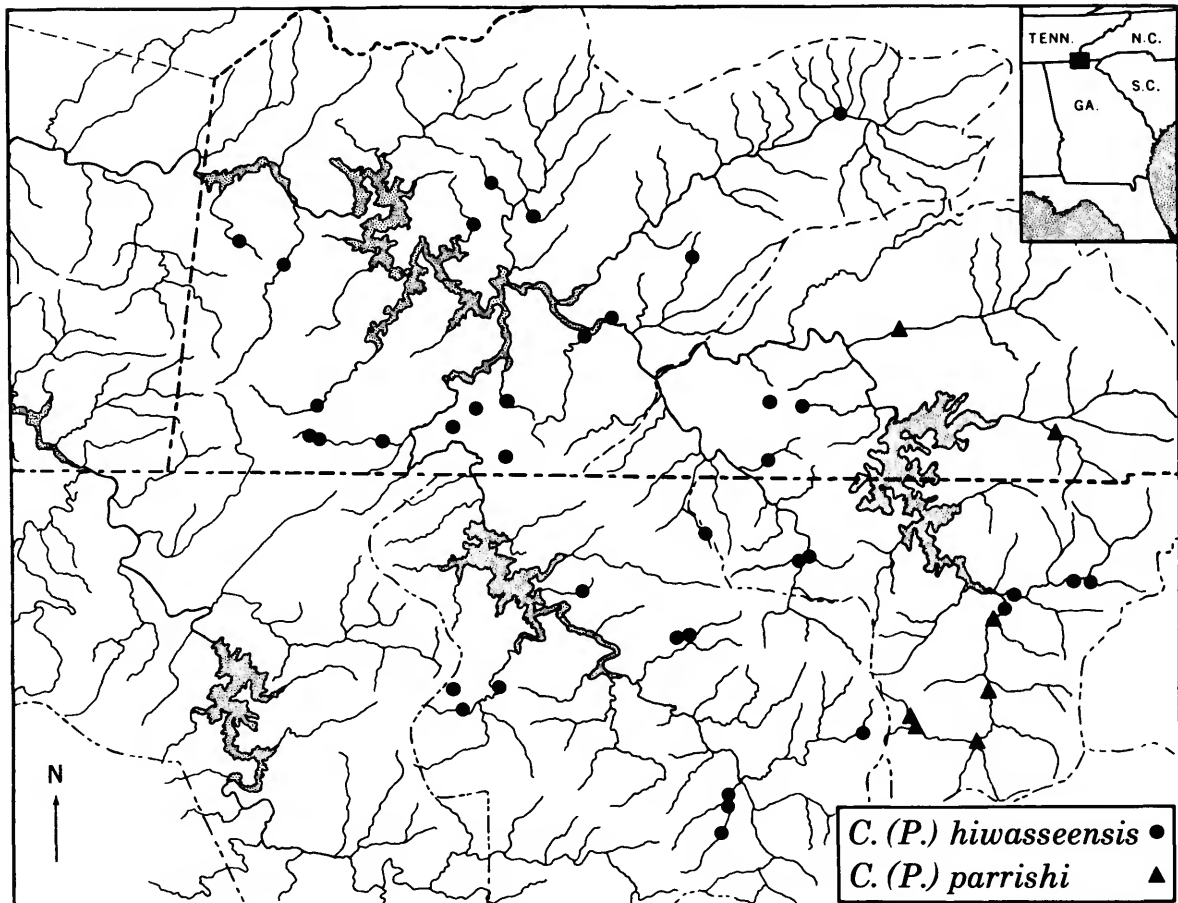 TENN.
N.C.
S.C.
GA.
N
C. (P.) hiwasseensis
C. (P.) parrishi